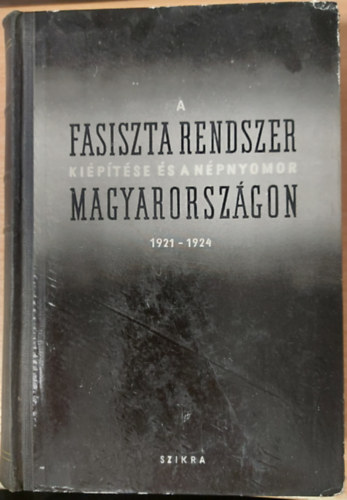 A
FASISZTA RENDSZER
KIÉPÍTÉSE ÉS A NÉPNYOMOR
MAGYARORSZÁGON
1921 - 1924
SZIKRA